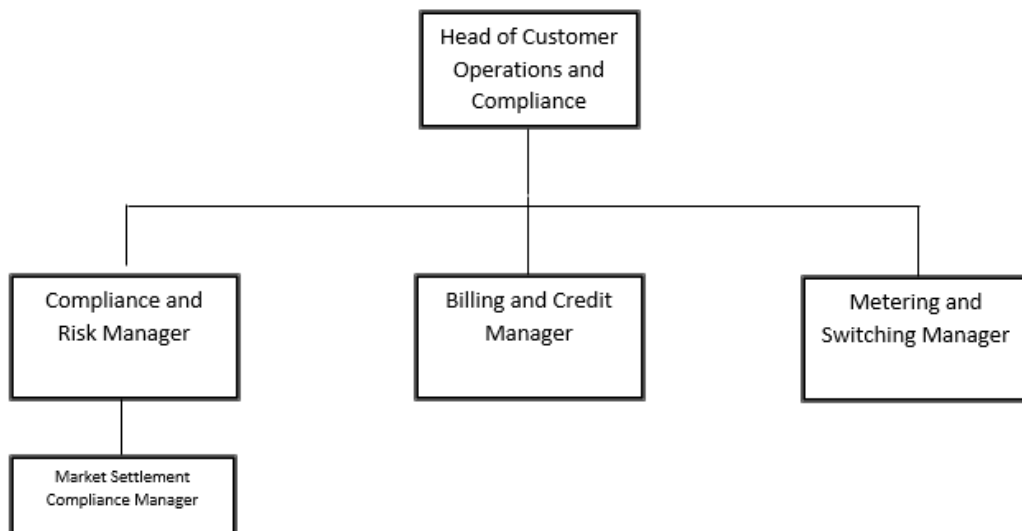 Head of Customer
Operations and
Compliance
Compliance and
Risk Manager
Billing and Credit
Manager
Metering and
Switching Manager
Market Settlement
Compliance Manager